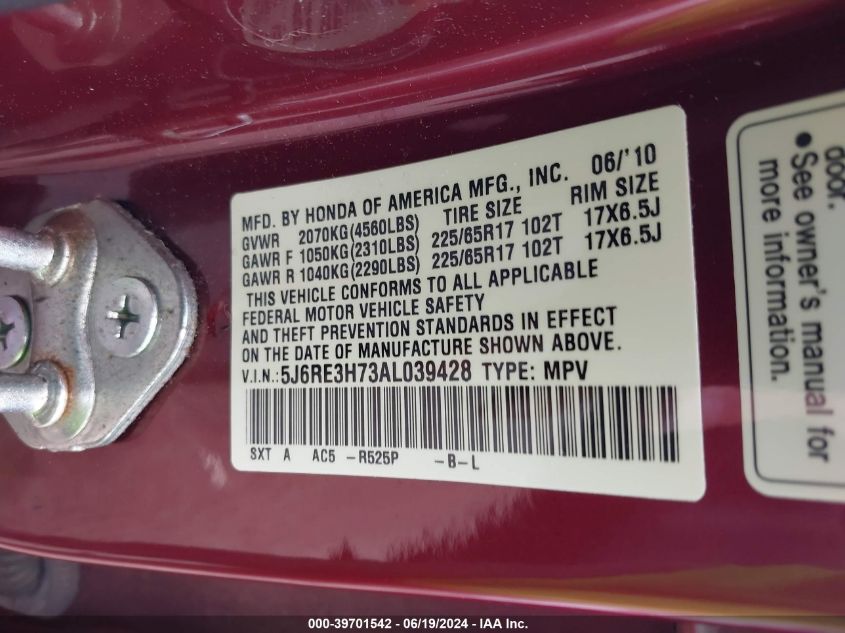 MFD. BY HONDA OF AMERICA MFG., INC. 06/'10
GVWR 2070KG(4560LBS) TIRE SIZE RIM SIZE
GAWR F 1050KG(2310LBS) 225/65R17 102T 17X6.5J
GAWR R 1040KG(2290LBS) 225/65R17 102T 17X6.5J
THIS VEHICLE CONFORMS TO ALL APPLICABLE
FEDERAL MOTOR VEHICLE SAFETY
AND THEFT PREVENTION STANDARDS IN EFFECT
ON THE DATE OF MANUFACTURE SHOWN ABOVE.
V.I.N.:5J6RE3H73AL039428 TYPE: MPV
SXT A AC5 -R525P -B-L
door.
● See owner's manual for
more information.
000-39701542 - 06/19/2024 - IAA Inc.